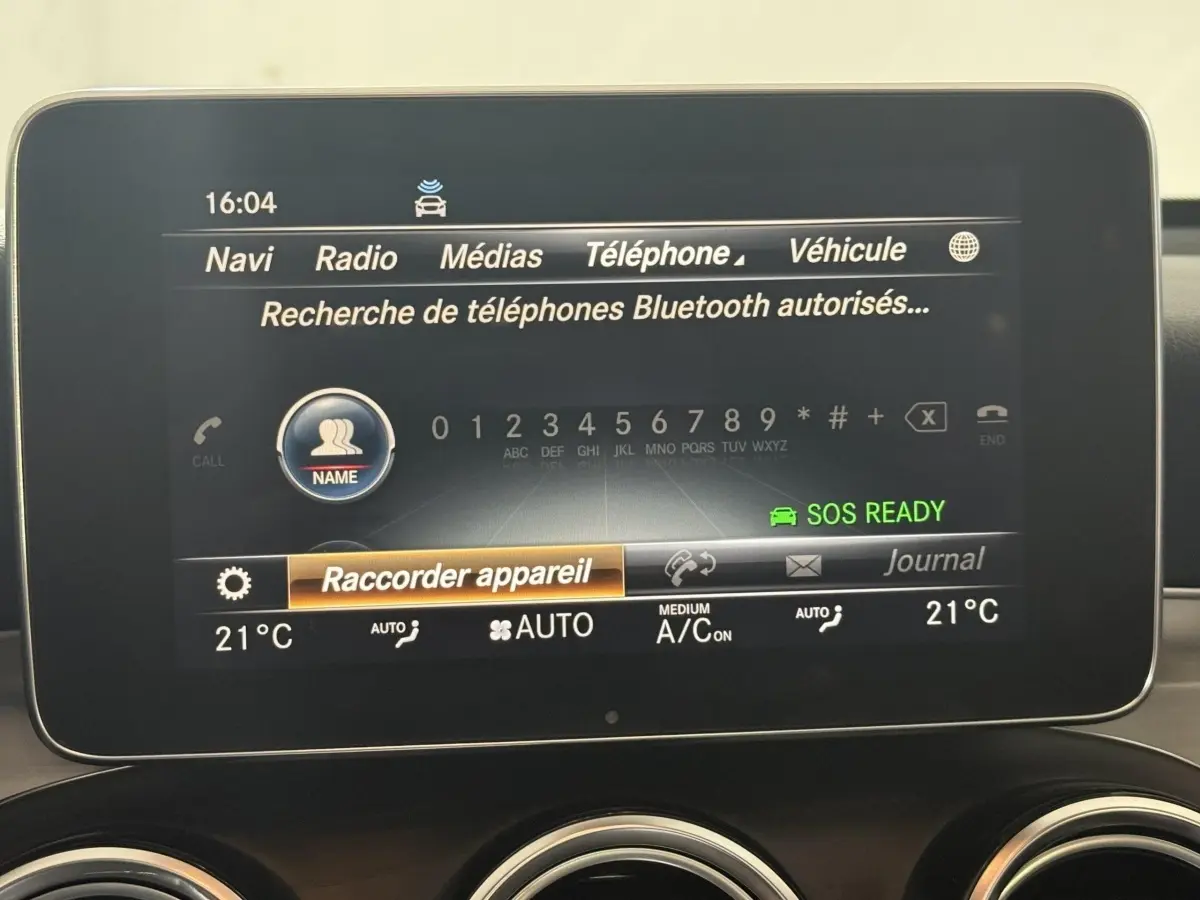 16:04
Navi Radio Médias Téléphone Véhicule
Recherche de téléphones Bluetooth autorisés...
0 1 2 3 4 5 6 7 8 9 * # + X
ABC DEF GHI JKL MNO PQRS TUV WXYZ
CALL
NAME
END
SOS READY
Raccorder appareil Journal
21°C AUTO AUTO MEDIUM A/C ON AUTO 21°C